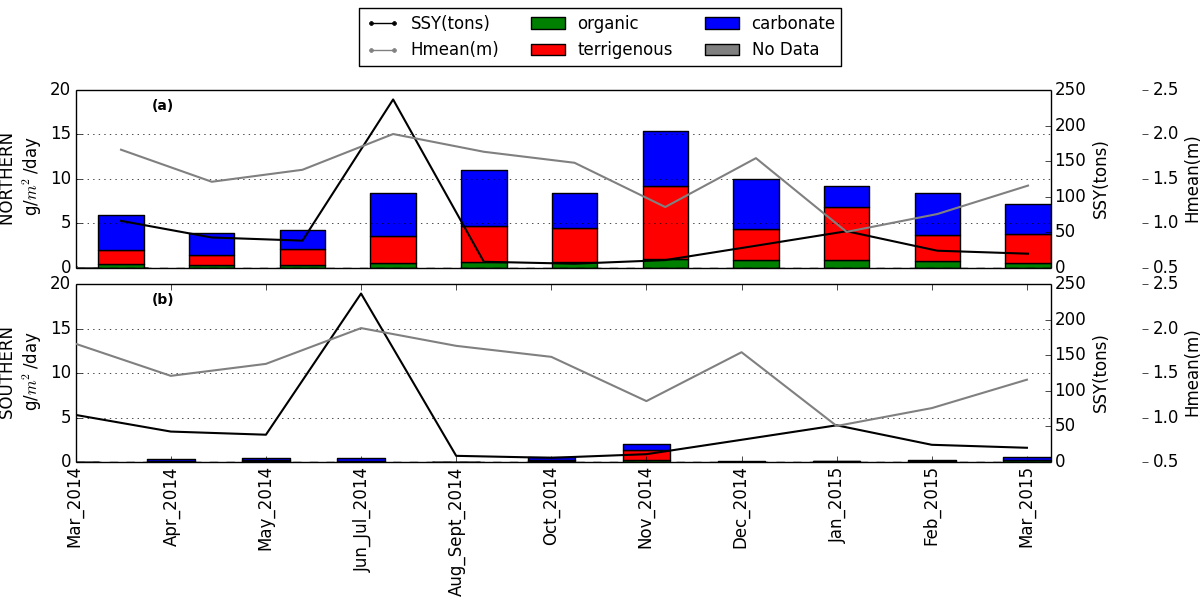 SSY(tons) organic carbonate
Hmean(m) terrigenous No Data
(a)
NORTHERN
g/m² /day
20
15
10
5
0
250
200
150
100
50
0
SSY(tons)
2.5
2.0
1.5
1.0
0.5
Hmean(m)
(b)
SOUTHERN
g/m² /day
20
15
10
5
0
250
200
150
100
50
0
SSY(tons)
2.5
2.0
1.5
1.0
0.5
Hmean(m)
Mar_2014
Apr_2014
May_2014
Jun_Jul_2014
Aug_Sept_2014
Oct_2014
Nov_2014
Dec_2014
Jan_2015
Feb_2015
Mar_2015